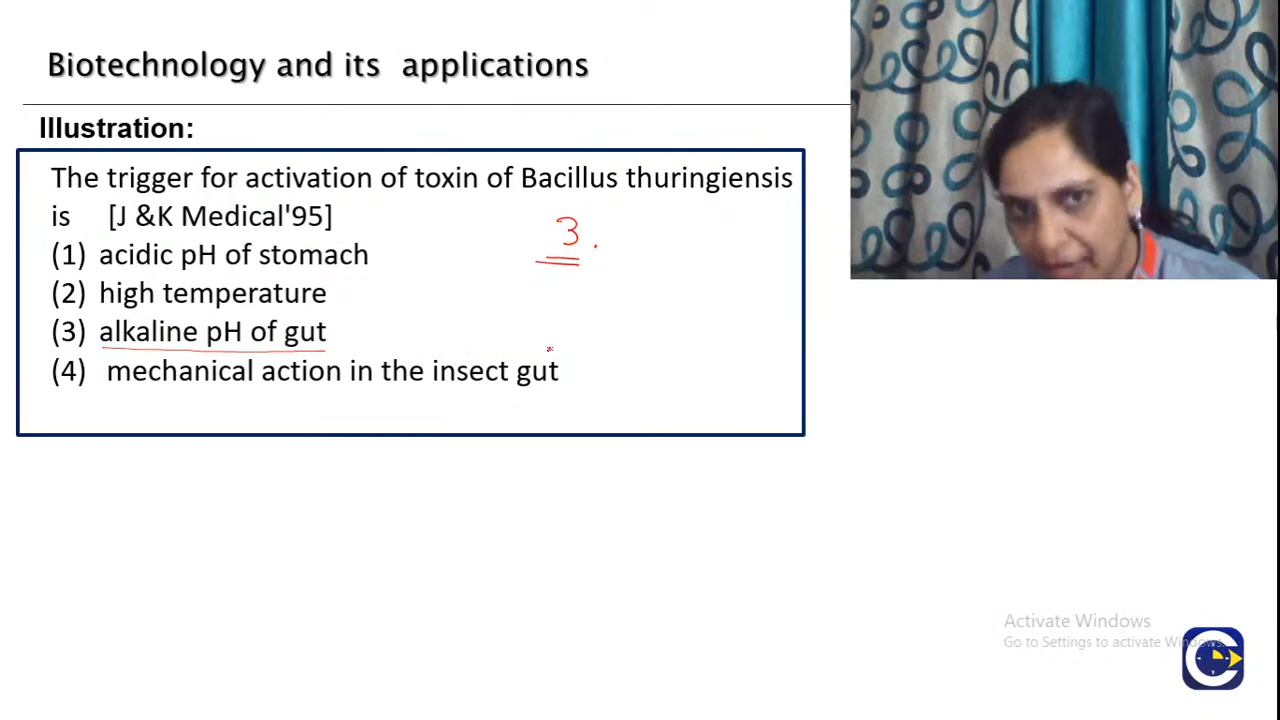 Biotechnology and its applications
Illustration:
The trigger for activation of toxin of Bacillus thuringiensis
is [J &K Medical'95]
3.
(1) acidic pH of stomach
(2) high temperature
(3) alkaline pH of gut
(4) mechanical action in the insect gut
Activate Windows
Go to Settings to activate Windows.